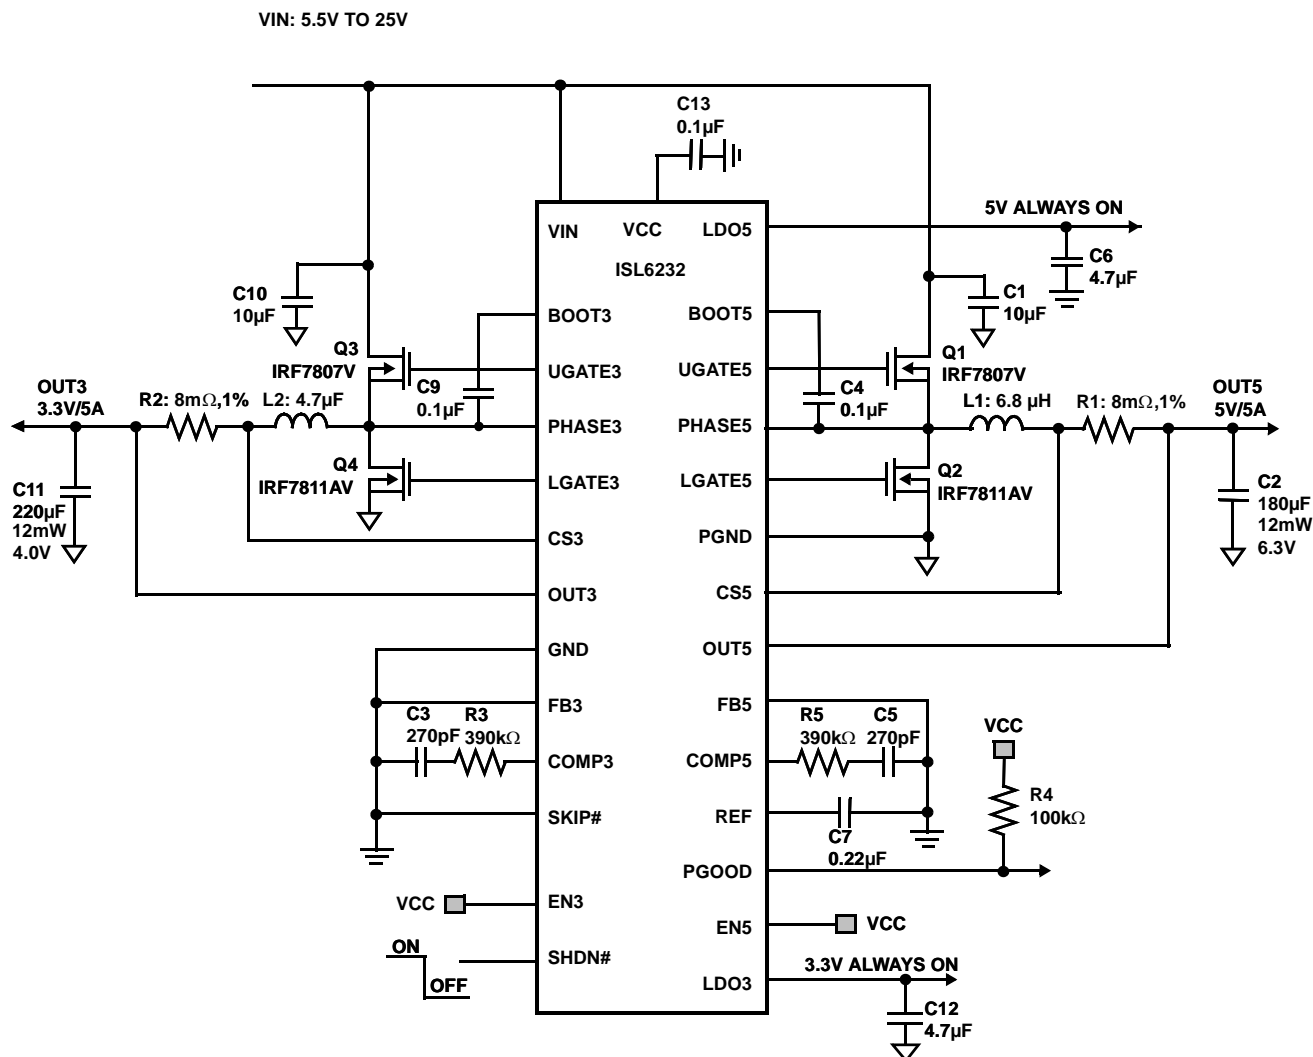 VIN: 5.5V TO 25V
C13
0.1µF
5V ALWAYS ON
VIN
VCC
LDO5
ISL6232
C6
4.7µF
C10
10µF
C1
10µF
BOOT3
BOOT5
Q3
IRF7807V
UGATE3
UGATE5
Q1
IRF7807V
C9
0.1µF
C4
0.1µF
OUT3
3.3V/5A
R2: 8mΩ,1%
L2: 4.7µF
PHASE3
PHASE5
L1: 6.8 µH
R1: 8mΩ,1%
OUT5
5V/5A
Q4
IRF7811AV
LGATE3
LGATE5
Q2
IRF7811AV
C11
220µF
12mW
4.0V
C2
180µF
12mW
6.3V
CS3
PGND
OUT3
CS5
GND
OUT5
FB3
FB5
C3
270pF
R3
390kΩ
COMP3
COMP5
R5
390kΩ
C5
270pF
VCC
R4
100kΩ
SKIP#
REF
C7
0.22µF
PGOOD
VCC
EN3
EN5
VCC
ON
OFF
SHDN#
3.3V ALWAYS ON
LDO3
C12
4.7µF